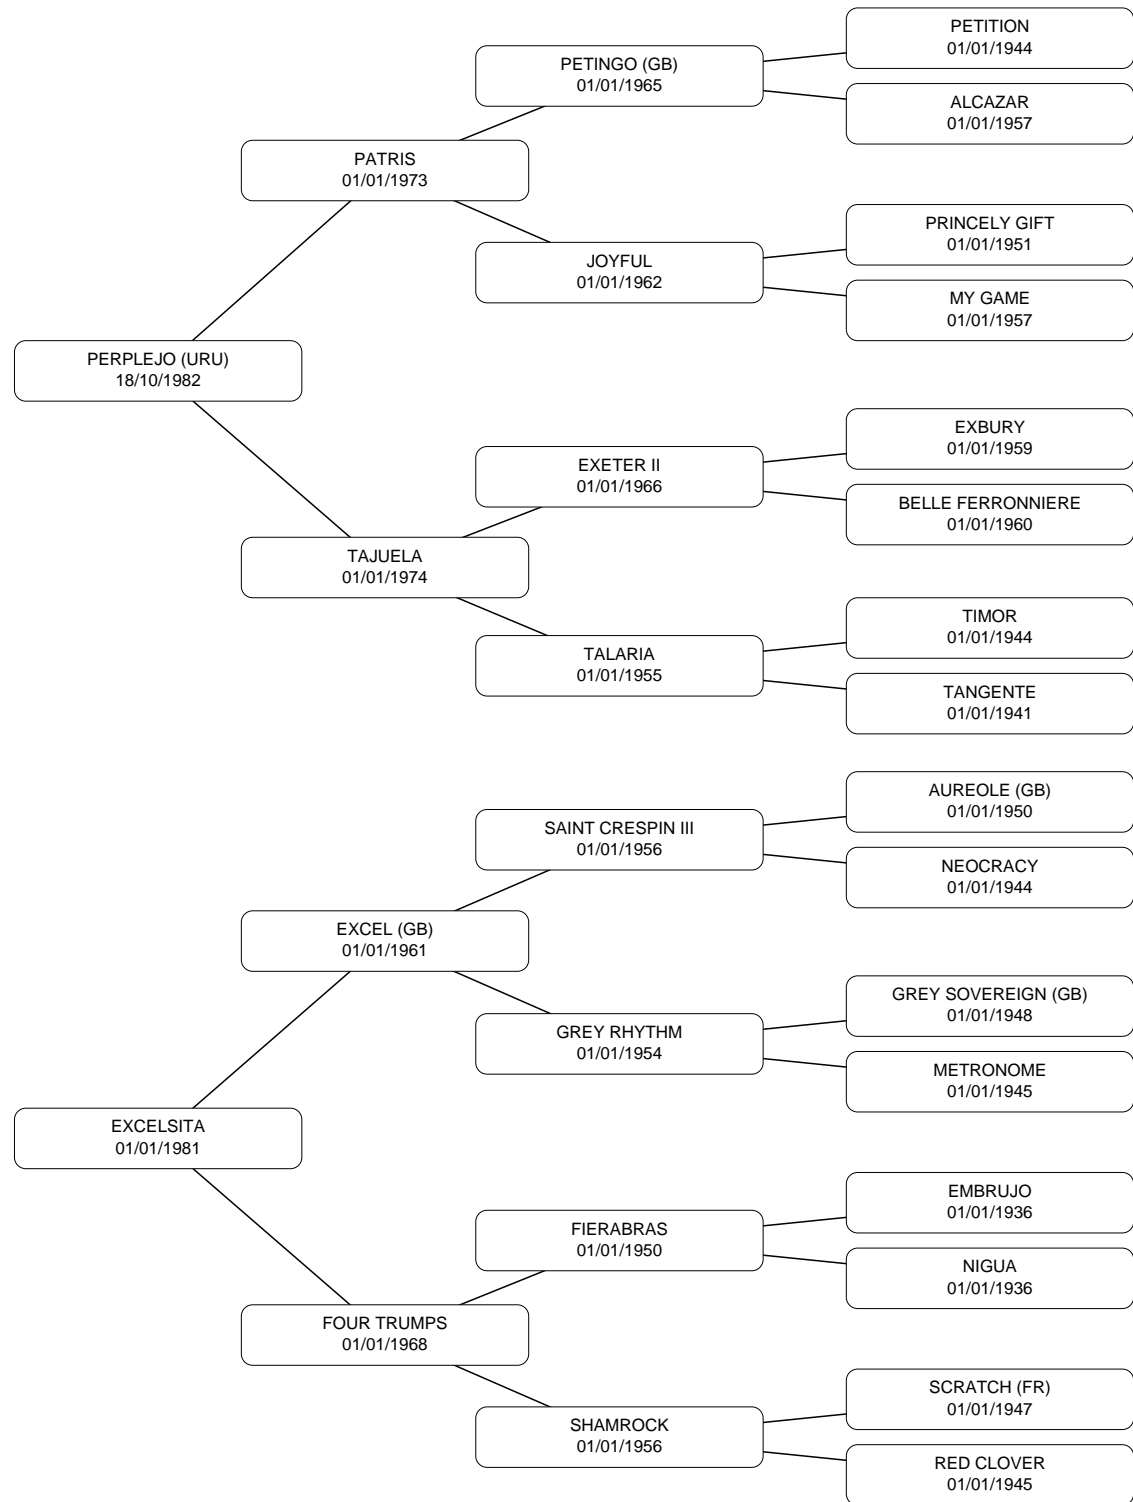 PETITION
01/01/1944
PETINGO (GB)
01/01/1965
ALCAZAR
01/01/1957
PATRIS
01/01/1973
PRINCELY GIFT
01/01/1951
JOYFUL
01/01/1962
MY GAME
01/01/1957
PERPLEJO (URU)
18/10/1982
EXBURY
01/01/1959
EXETER II
01/01/1966
BELLE FERRONNIERE
01/01/1960
TAJUELA
01/01/1974
TIMOR
01/01/1944
TALARIA
01/01/1955
TANGENTE
01/01/1941
AUREOLE (GB)
01/01/1950
SAINT CRESPIN III
01/01/1956
NEOCRACY
01/01/1944
EXCEL (GB)
01/01/1961
GREY SOVEREIGN (GB)
01/01/1948
GREY RHYTHM
01/01/1954
METRONOME
01/01/1945
EXCELSITA
01/01/1981
EMBRUJO
01/01/1936
FIERABRAS
01/01/1950
NIGUA
01/01/1936
FOUR TRUMPS
01/01/1968
SCRATCH (FR)
01/01/1947
SHAMROCK
01/01/1956
RED CLOVER
01/01/1945